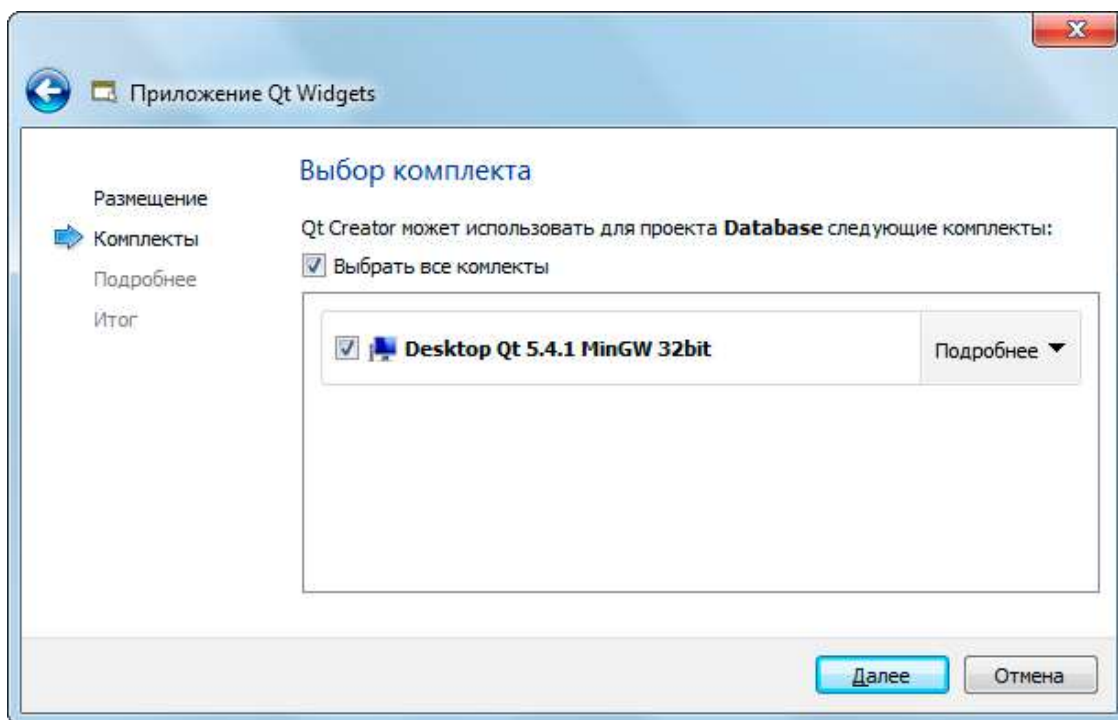 Приложение Qt Widgets
Размещение
Комплекты
Подробнее
Итог
Выбор комплекта
Qt Creator может использовать для проекта Database следующие комплекты:
Выбрать все комлекты
Desktop Qt 5.4.1 MinGW 32bit
Подробнее
Далее
Отмена